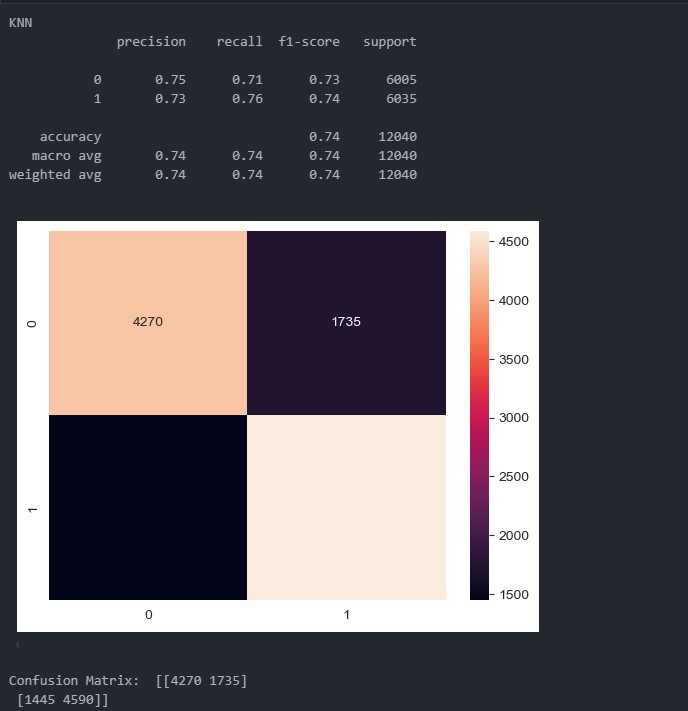 KNN
precision recall f1-score support
0 0.75 0.71 0.73 6005
1 0.73 0.76 0.74 6035
accuracy 0.74 12040
macro avg 0.74 0.74 0.74 12040
weighted avg 0.74 0.74 0.74 12040
4500
4000
3500
3000
2500
2000
1500
0
4270 1735
1
0 1
Confusion Matrix: [[4270 1735]
[1445 4590]]